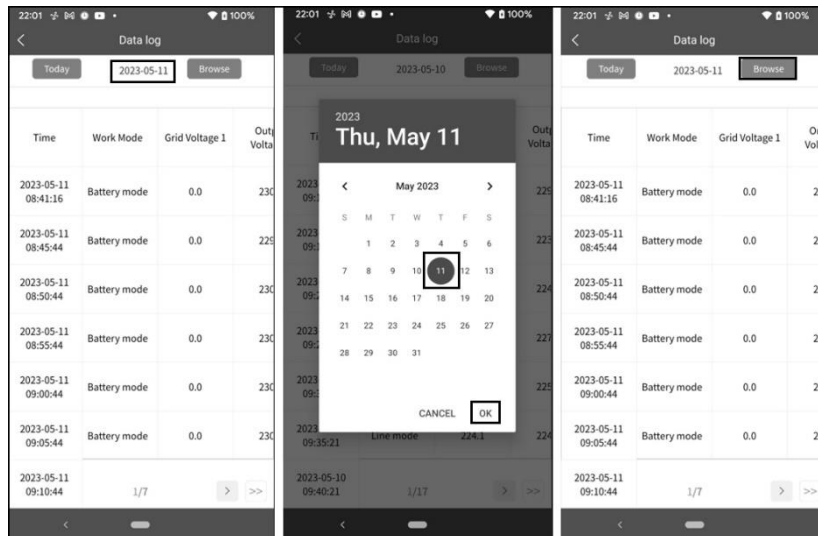 22:01
100%
Data log
Today
2023-05-11
Browse
Time
Work Mode
Grid Voltage 1
2023-05-11
08:41:16
Battery mode
0.0
2023-05-11
08:45:44
Battery mode
0.0
2023-05-11
08:50:44
Battery mode
0.0
2023-05-11
08:55:44
Battery mode
0.0
2023-05-11
09:00:44
Battery mode
0.0
2023-05-11
09:05:44
Battery mode
0.0
2023-05-11
09:10:44
1/7
>
>>
22:01
100%
Data log
Today
2023-05-10
Browse
2023
Thu, May 11
May 2023
S M T W T F S
1 2 3 4 5 6
7 8 9 10 11 12 13
14 15 16 17 18 19 20
21 22 23 24 25 26 27
28 29 30 31
CANCEL
OK
09:35:21
Line mode
224.1
224
2023-05-10
09:40:21
1/17
>
>>
22:01
100%
Data log
Today
2023-05-11
Browse
Time
Work Mode
Grid Voltage 1
2023-05-11
08:41:16
Battery mode
0.0
2023-05-11
08:45:44
Battery mode
0.0
2023-05-11
08:50:44
Battery mode
0.0
2023-05-11
08:55:44
Battery mode
0.0
2023-05-11
09:00:44
Battery mode
0.0
2023-05-11
09:05:44
Battery mode
0.0
2023-05-11
09:10:44
1/7
>
>>